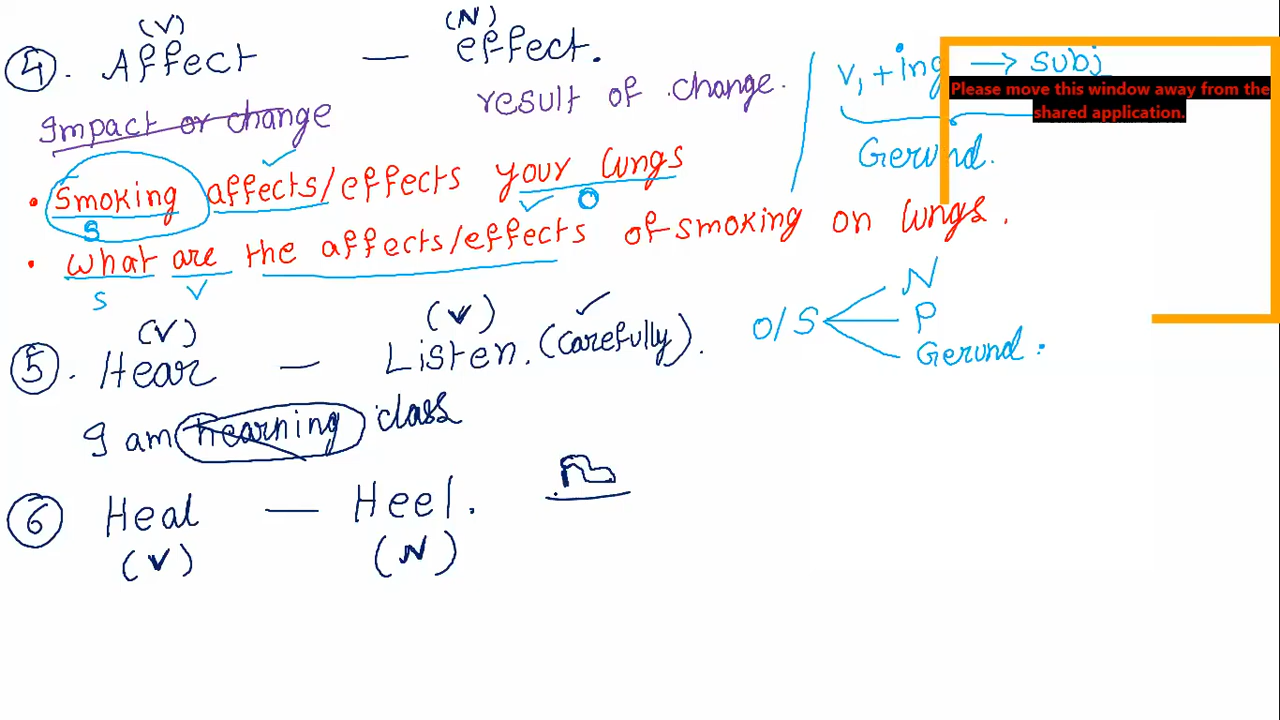 (V) (N)
④. Affect — effect.
Impact or change
result of change.
V₁ + ing → Subj
Gerund.
Please move this window away from the
shared application.
• Smoking affects/effects your lungs
S O
• What are the affects/effects of smoking on lungs.
S V
(V) (V)
⑤. Hear — Listen. (Carefully).
O/S N
P
Gerund.
I am hearning class
⑥ Heal — Heel.
(V) (N)